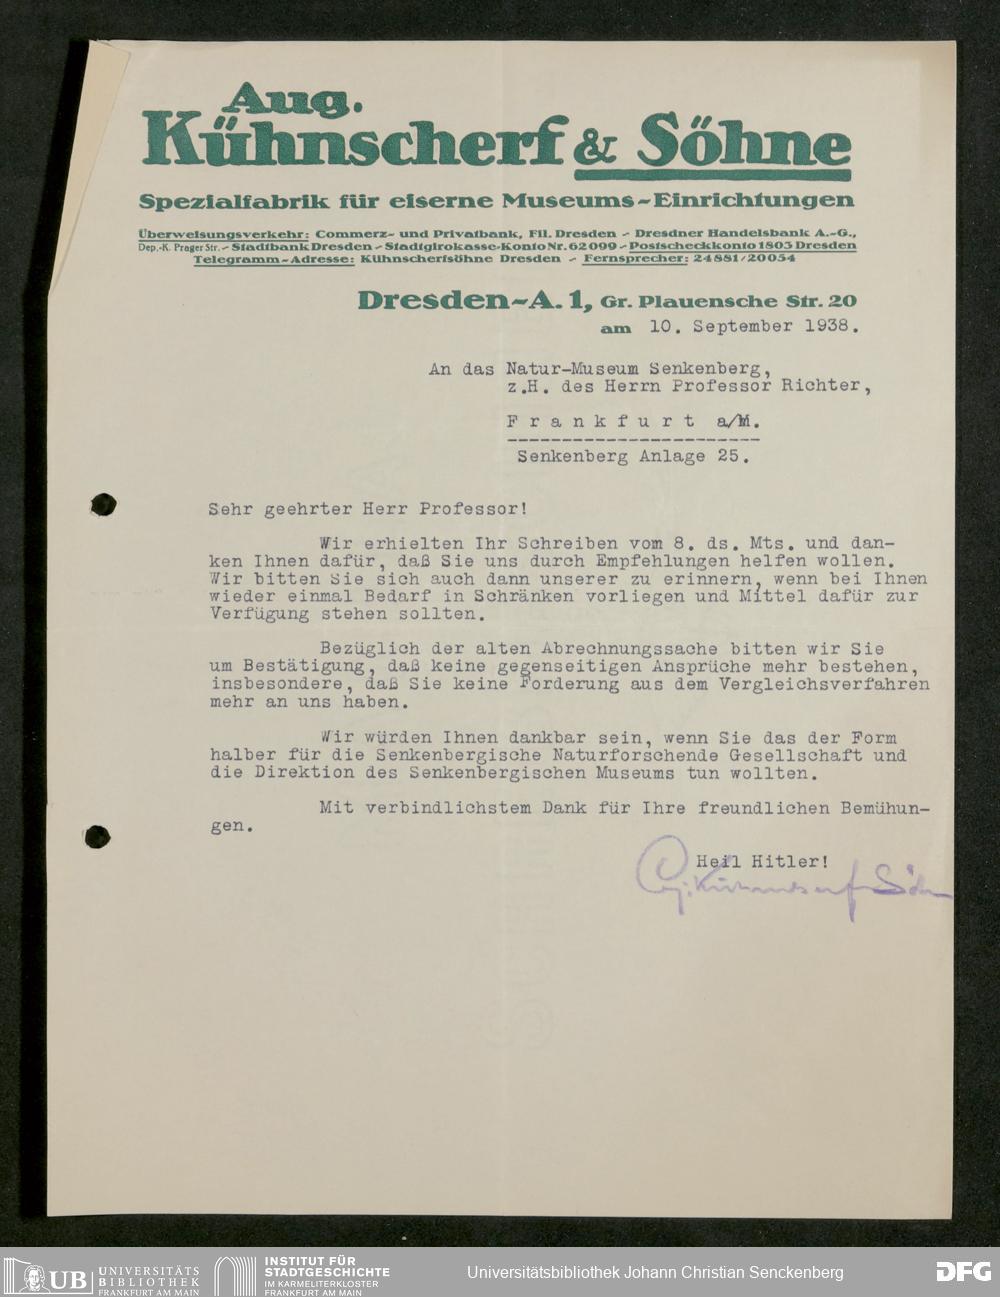 Aug.
Kühnscherf & Söhne
Spezialfabrik für eiserne Museums-Einrichtungen
Überweisungsverkehr: Commerz- und Privatbank, Fil. Dresden - Dresdner Handelsbank A.-G.,
Dep.-K. Prager Str. - Stadtbank Dresden - Stadtgirokasse-Konto Nr. 62099 - Postscheckkonto 1803 Dresden
Telegramm-Adresse: Kühnscherfsöhne Dresden - Fernsprecher: 24881/20054
Dresden-A. 1, Gr. Plauensche Str. 20
am 10. September 1938.
An das Natur-Museum Senkenberg,
z.H. des Herrn Professor Richter,
F r a n k f u r t a/M.
-----------------------
Senkenberg Anlage 25.
Sehr geehrter Herr Professor!
Wir erhielten Ihr Schreiben vom 8. ds. Mts. und dan-
ken Ihnen dafür, daß Sie uns durch Empfehlungen helfen wollen.
Wir bitten Sie sich auch dann unserer zu erinnern, wenn bei Ihnen
wieder einmal Bedarf in Schränken vorliegen und Mittel dafür zur
Verfügung stehen sollten.
Bezüglich der alten Abrechnungssache bitten wir Sie
um Bestätigung, daß keine gegenseitigen Ansprüche mehr bestehen,
insbesondere, daß Sie keine Forderung aus dem Vergleichsverfahren
mehr an uns haben.
Wir würden Ihnen dankbar sein, wenn Sie das der Form
halber für die Senkenbergische Naturforschende Gesellschaft und
die Direktion des Senkenbergischen Museums tun wollten.
Mit verbindlichstem Dank für Ihre freundlichen Bemühun-
gen.
Heil Hitler!
Aug. Kühnscherf Söhne
UB UNIVERSITÄTS
BIBLIOTHEK
FRANKFURT AM MAIN
INSTITUT FÜR
STADTGESCHICHTE
IM KARMELITERKLOSTER
FRANKFURT AM MAIN
Universitätsbibliothek Johann Christian Senckenberg
DFG